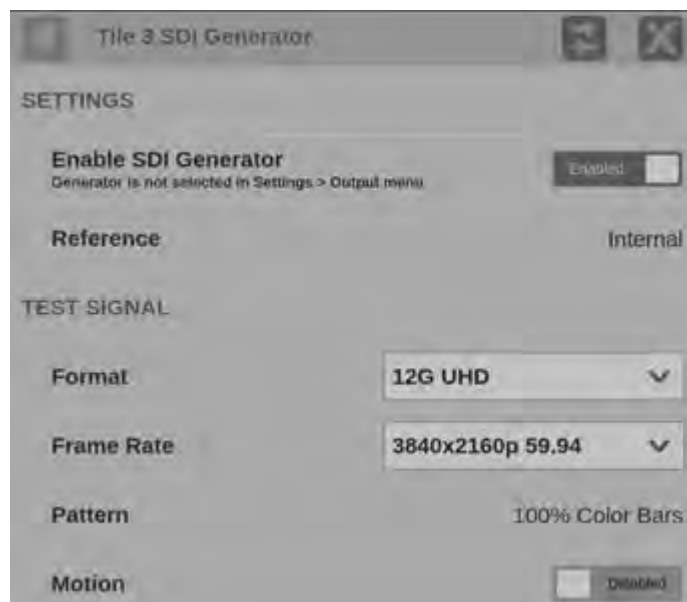 Tile 3 SDI Generator
SETTINGS
Enable SDI Generator
Enabled
Generator is not selected in Settings > Output menu
Reference
Internal
TEST SIGNAL
Format
12G UHD
Frame Rate
3840x2160p 59.94
Pattern
100% Color Bars
Motion
Disabled